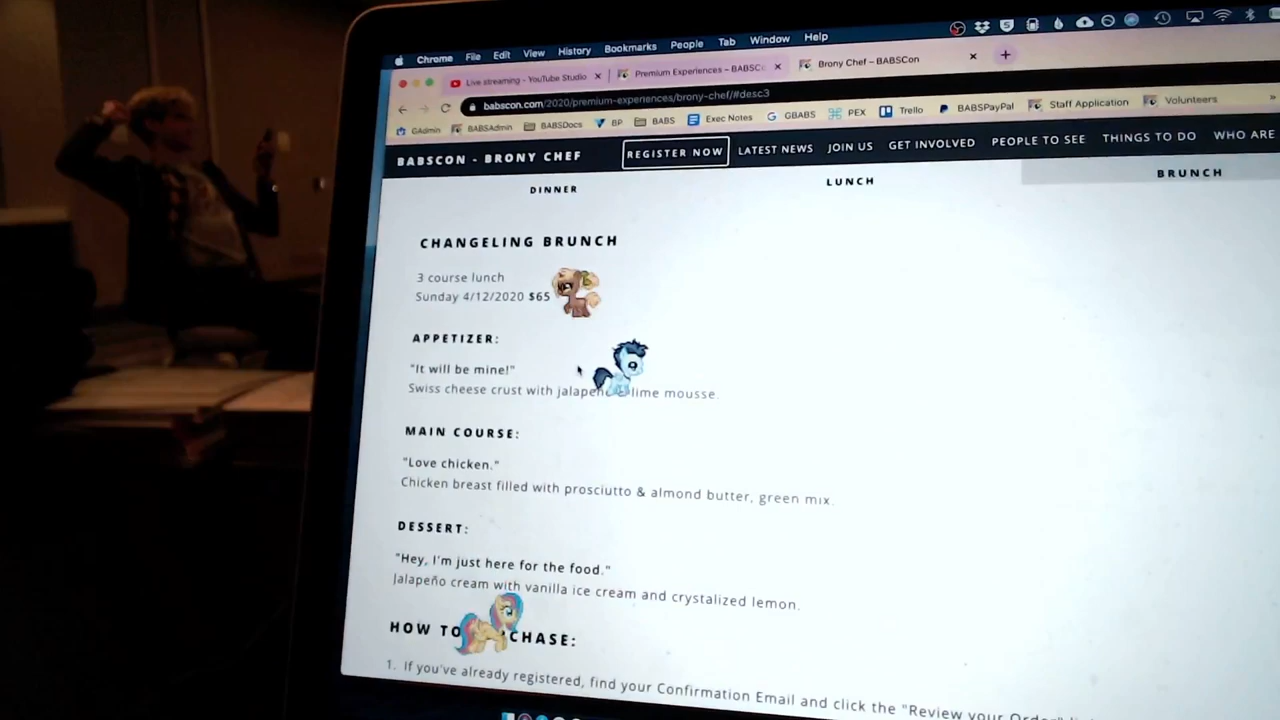 Chrome File Edit View History Bookmarks People Tab Window Help
Live streaming - YouTube Studio Premium Experiences – BABSC Brony Chef – BABSCon
babscon.com/2020/premium-experiences/brony-chef/#desc3
GAdmin BABSAdmin BABSDocs BP BABS Exec Notes GBABS PEX Trello BABSPayPal Staff Application Volunteers
BABSCON - BRONY CHEF REGISTER NOW LATEST NEWS JOIN US GET INVOLVED PEOPLE TO SEE THINGS TO DO WHO ARE
DINNER LUNCH BRUNCH
CHANGELING BRUNCH
3 course lunch
Sunday 4/12/2020 $65
APPETIZER:
"It will be mine!"
Swiss cheese crust with lime mousse.
MAIN COURSE:
"Love chicken."
Chicken breast filled with prosciutto & almond butter, green mix.
DESSERT:
"Hey, I'm just here for the food."
Jalapeño cream with vanilla ice cream and crystalized lemon.
HOW TO CHASE:
1. If you've already registered, find your Confirmation Email and click the "Review your Order"